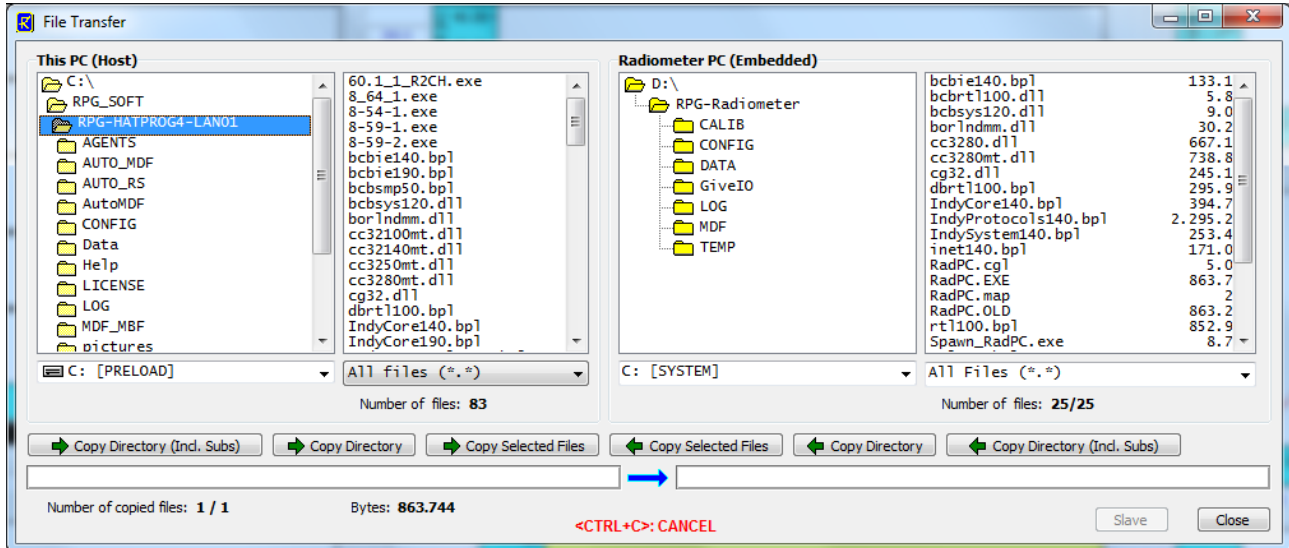 File Transfer
This PC (Host)
C:\
RPG_SOFT
RPG-HATPROG4-LAN01
AGENTS
AUTO_MDF
AUTO_RS
AutoMDF
CONFIG
Data
Help
LICENSE
LOG
MDF_MBF
pictures
60.1_1_R2CH.exe
8_64_1.exe
8-54-1.exe
8-59-1.exe
8-59-2.exe
bcbie140.bpl
bcbie190.bpl
bcbsmp50.bpl
bcbsys120.dll
borlndmm.dll
cc32100mt.dll
cc32140mt.dll
cc3250mt.dll
cc3280mt.dll
cg32.dll
dbrtl100.bpl
IndyCore140.bpl
IndyCore190.bpl
C: [PRELOAD]
All files (*.*)
Number of files: 83
Radiometer PC (Embedded)
D:\
RPG-Radiometer
CALIB
CONFIG
DATA
GiveIO
LOG
MDF
TEMP
bcbie140.bpl 133.1
bcbrtl100.dll 5.8
bcbsys120.dll 9.0
borlndmm.dll 30.2
cc3280.dll 667.1
cc3280mt.dll 738.8
cg32.dll 245.1
dbrtl100.bpl 295.9
IndyCore140.bpl 394.7
IndyProtocols140.bpl 2.295.2
IndySystem140.bpl 253.4
inet140.bpl 171.0
RadPC.cgl 5.0
RadPC.EXE 863.7
RadPC.map 2
RadPC.OLD 863.2
rtl100.bpl 852.9
Spawn_RadPC.exe 8.7
C: [SYSTEM]
All Files (*.*)
Number of files: 25/25
Copy Directory (Incl. Subs)
Copy Directory
Copy Selected Files
Copy Selected Files
Copy Directory
Copy Directory (Incl. Subs)
Number of copied files: 1 / 1
Bytes: 863.744
<CTRL+C>: CANCEL
Slave
Close